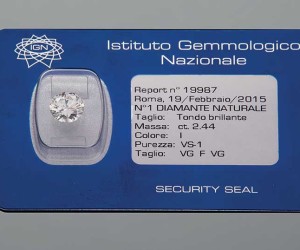 IGN
Istituto Gemmologico
Nazionale
Report n° 19987
Roma, 19/Febbraio/2015
N°1 DIAMANTE NATURALE
Taglio: Tondo brillante
Massa: ct. 2.44
Colore: I
Purezza: VS-1
Taglio: VG F VG
SECURITY SEAL